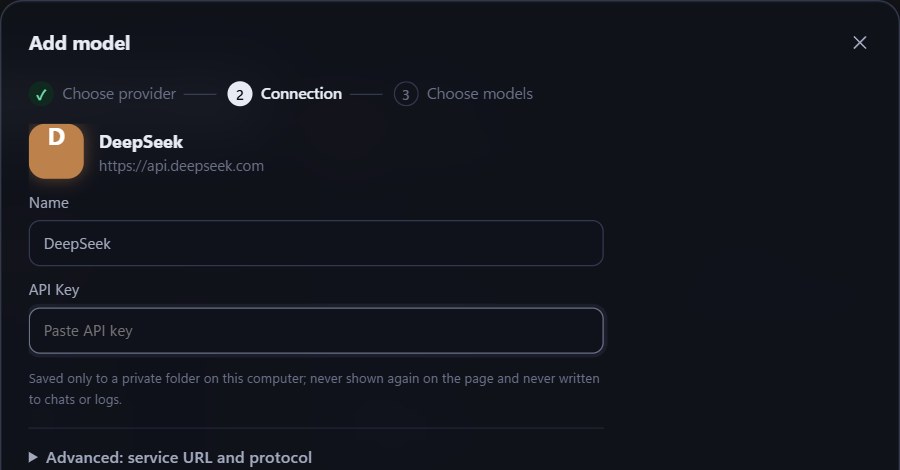 Add model
✓ Choose provider 2 Connection 3 Choose models
D
DeepSeek
https://api.deepseek.com
Name
DeepSeek
API Key
Paste API key
Saved only to a private folder on this computer; never shown again on the page and never written
to chats or logs.
Advanced: service URL and protocol